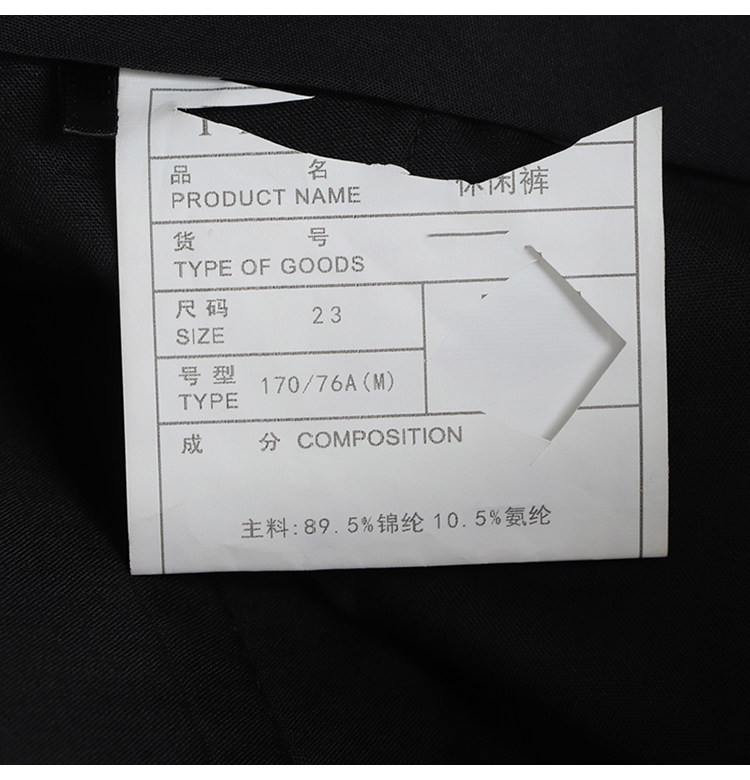 品 名
PRODUCT NAME
休闲裤
货 号
TYPE OF GOODS
尺 码
SIZE
23
号 型
TYPE
170/76A(M)
成 分 COMPOSITION
主料:89.5%锦纶 10.5%氨纶